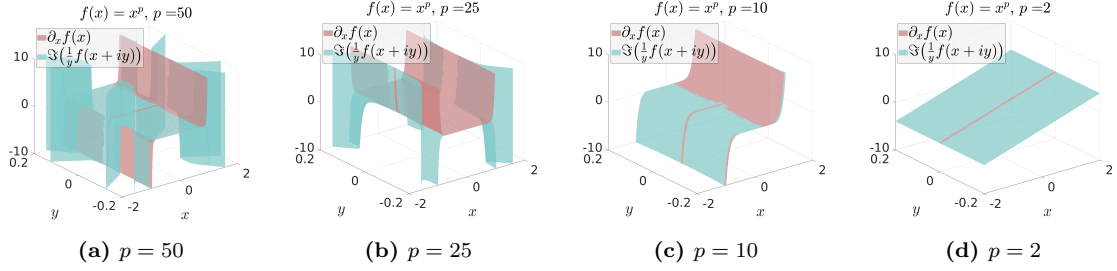 f(x) = x^p, p = 50
∂_x f(x)
ℑ(1/y f(x + iy))
10
0
-10
0.2
0
-0.2
y
-2
0
2
x
(a) p = 50
f(x) = x^p, p = 25
∂_x f(x)
ℑ(1/y f(x + iy))
10
0
-10
0.2
0
-0.2
y
-2
0
2
x
(b) p = 25
f(x) = x^p, p = 10
∂_x f(x)
ℑ(1/y f(x + iy))
10
0
-10
0.2
0
-0.2
y
-2
0
2
x
(c) p = 10
f(x) = x^p, p = 2
∂_x f(x)
ℑ(1/y f(x + iy))
10
0
-10
0.2
0
-0.2
y
-2
0
2
x
(d) p = 2